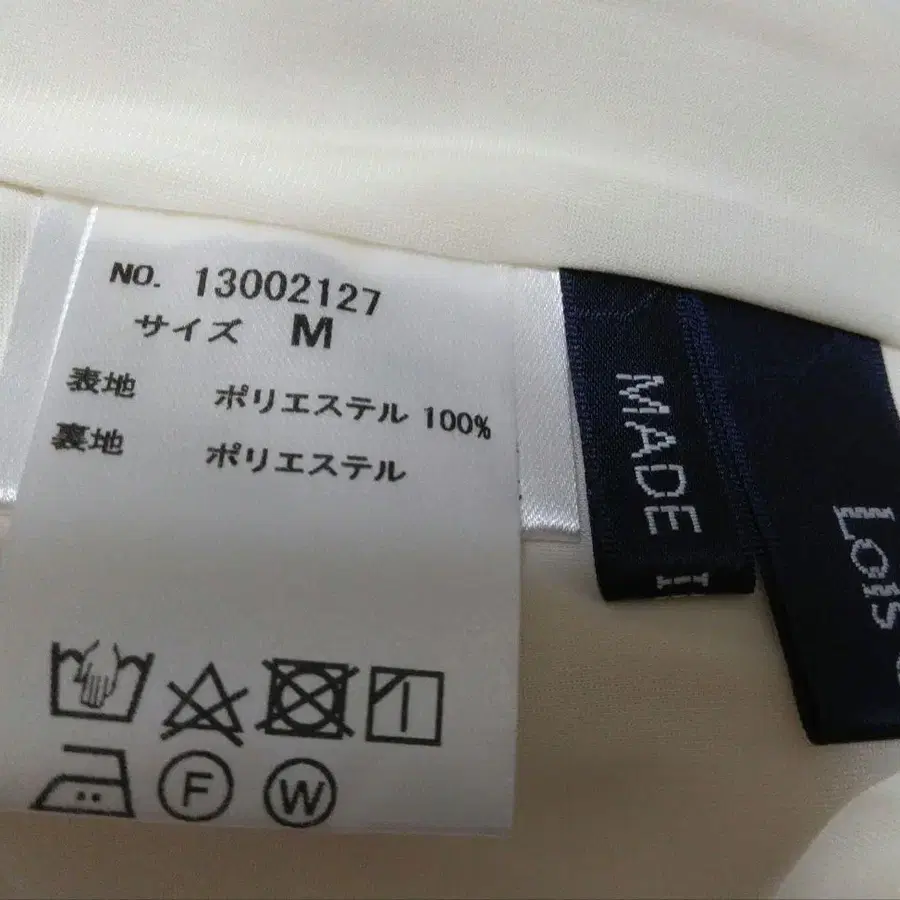 NO. 13002127
サイズ M
表地 ポリエステル 100%
裏地 ポリエステル
F
W
MADE I
LOIS